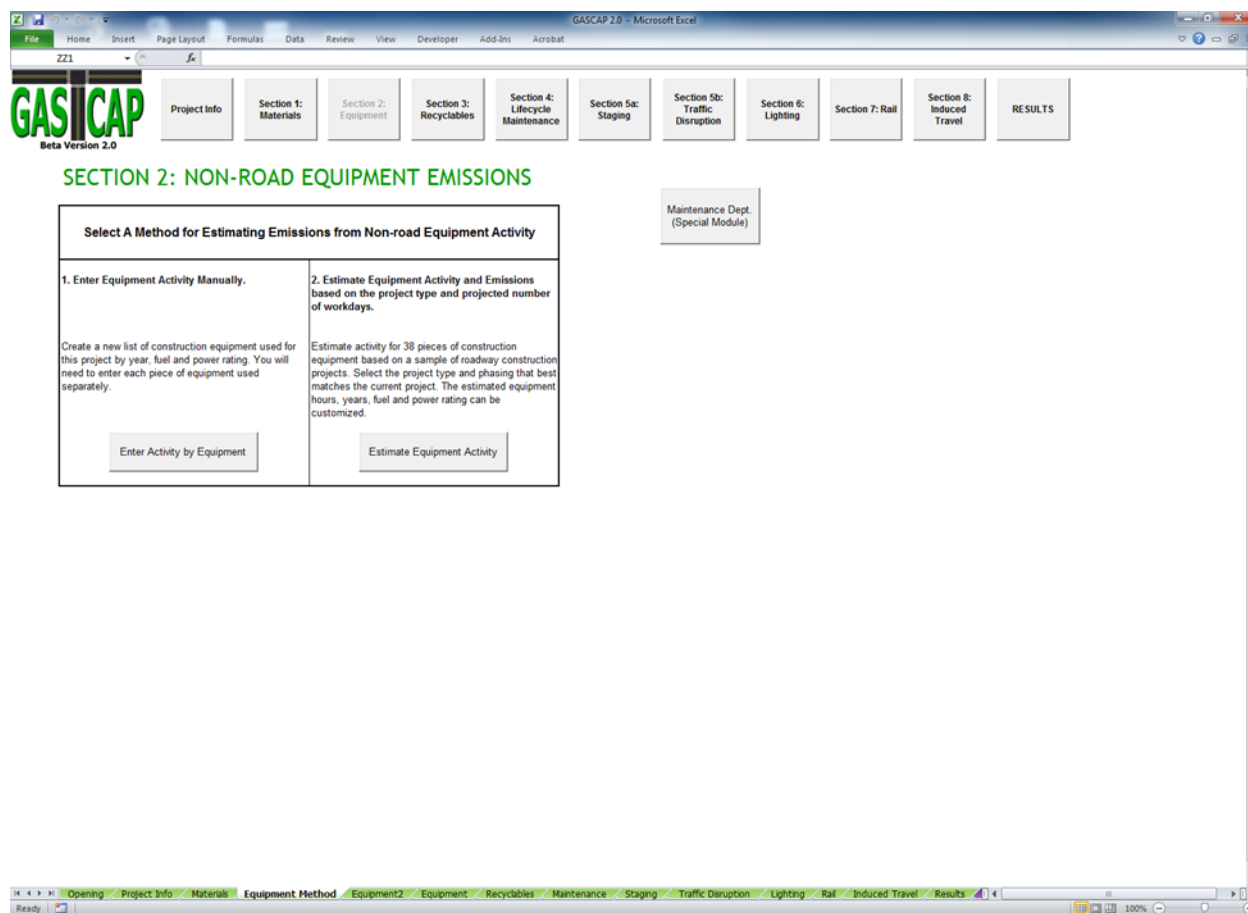 GASCAP 2.0 - Microsoft Excel
File Home Insert Page Layout Formulas Data Review View Developer Add-Ins Acrobat
ZZ1 fx
GASCAP
Beta Version 2.0
Project Info
Section 1:
Materials
Section 2:
Equipment
Section 3:
Recyclables
Section 4:
Lifecycle
Maintenance
Section 5a:
Staging
Section 5b:
Traffic
Disruption
Section 6:
Lighting
Section 7: Rail
Section 8:
Induced
Travel
RESULTS
SECTION 2: NON-ROAD EQUIPMENT EMISSIONS
Maintenance Dept.
(Special Module)
Select A Method for Estimating Emissions from Non-road Equipment Activity
1. Enter Equipment Activity Manually.
Create a new list of construction equipment used for
this project by year, fuel and power rating. You will
need to enter each piece of equipment used
separately.
Enter Activity by Equipment
2. Estimate Equipment Activity and Emissions
based on the project type and projected number
of workdays.
Estimate activity for 38 pieces of construction
equipment based on a sample of roadway construction
projects. Select the project type and phasing that best
matches the current project. The estimated equipment
hours, years, fuel and power rating can be
customized.
Estimate Equipment Activity
Opening Project Info Materials Equipment Method Equipment2 Equipment Recyclables Maintenance Staging Traffic Disruption Lighting Rail Induced Travel Results
Ready 100%